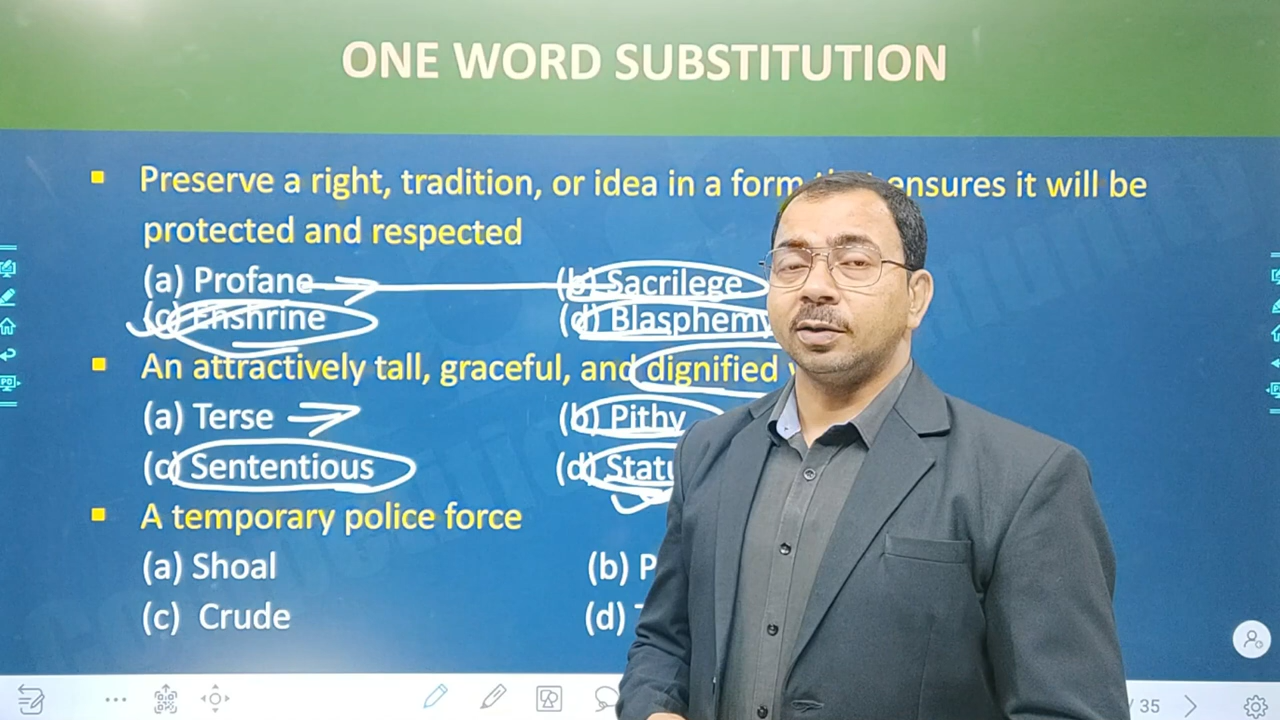 ONE WORD SUBSTITUTION
Preserve a right, tradition, or idea in a form ensures it will be
protected and respected
(a) Profane (b) Sacrilege
(c) Enshrine (d) Blasphemy
An attractively tall, graceful, and dignified
(a) Terse (b) Pithy
(c) Sententious (d)
A temporary police force
(a) Shoal (b)
(c) Crude (d)
/ 35